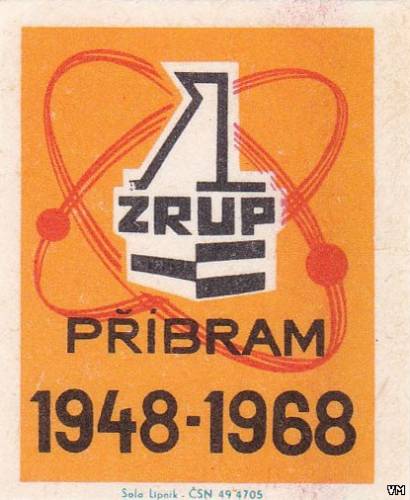 ZRUP
PŘÍBRAM
1948-1968
Solo Lipník - ČSN 49 4705
VM